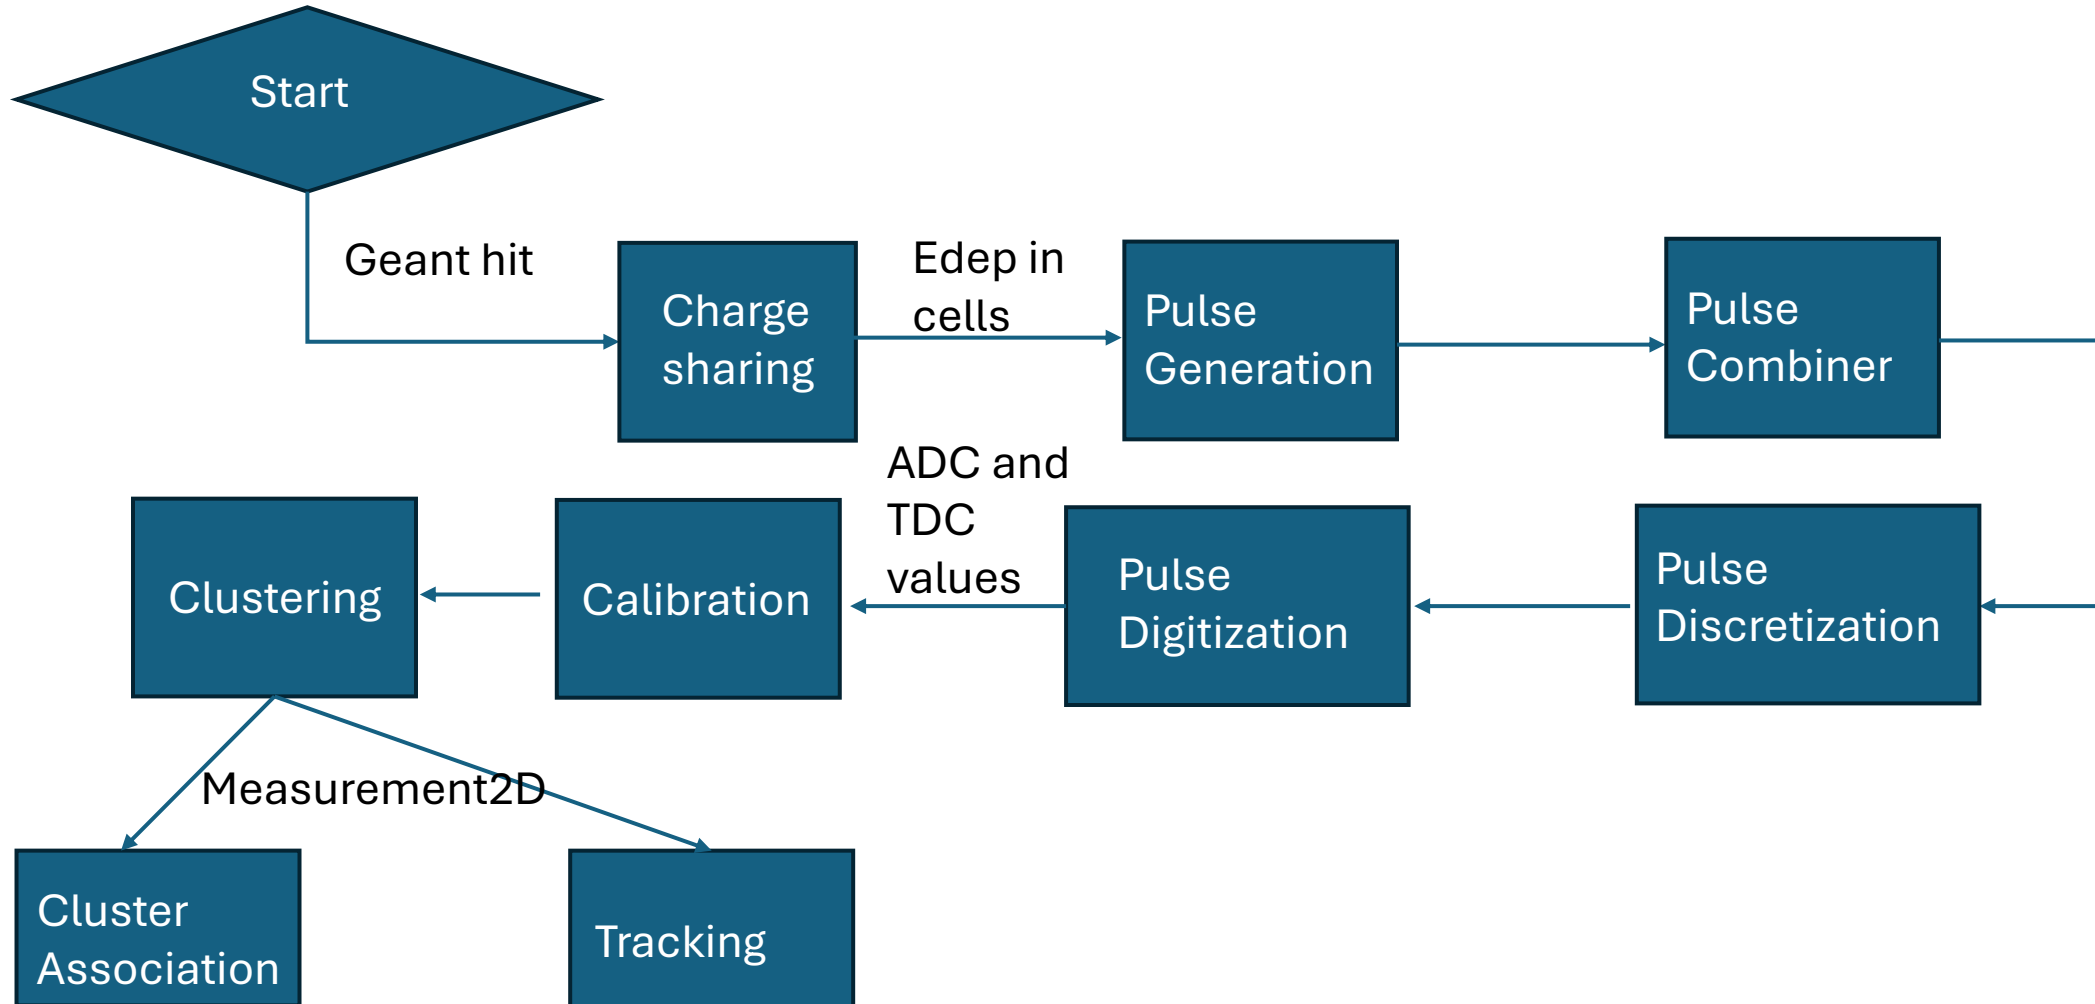 Start
Geant hit
Charge
sharing
Edep in
cells
Pulse
Generation
Pulse
Combiner
Pulse
Discretization
Pulse
Digitization
ADC and
TDC
values
Calibration
Clustering
Measurement2D
Cluster
Association
Tracking